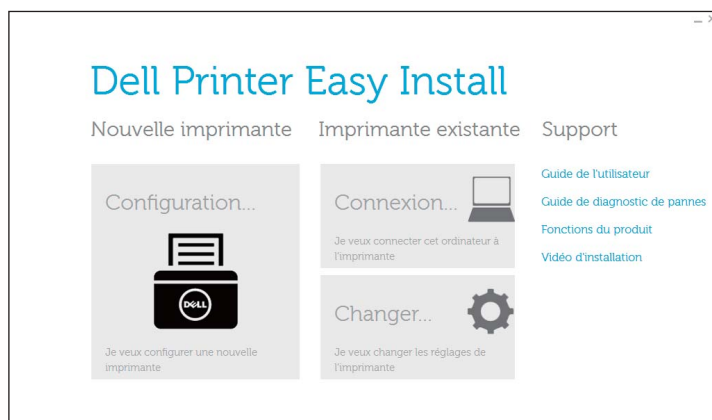 Dell Printer Easy Install
Nouvelle imprimante
Imprimante existante
Support
Configuration...
DELL
Je veux configurer une nouvelle
imprimante
Connexion...
Je veux connecter cet ordinateur à
l'imprimante
Changer...
Je veux changer les réglages de
l'imprimante
Guide de l'utilisateur
Guide de diagnostic de pannes
Fonctions du produit
Vidéo d'installation